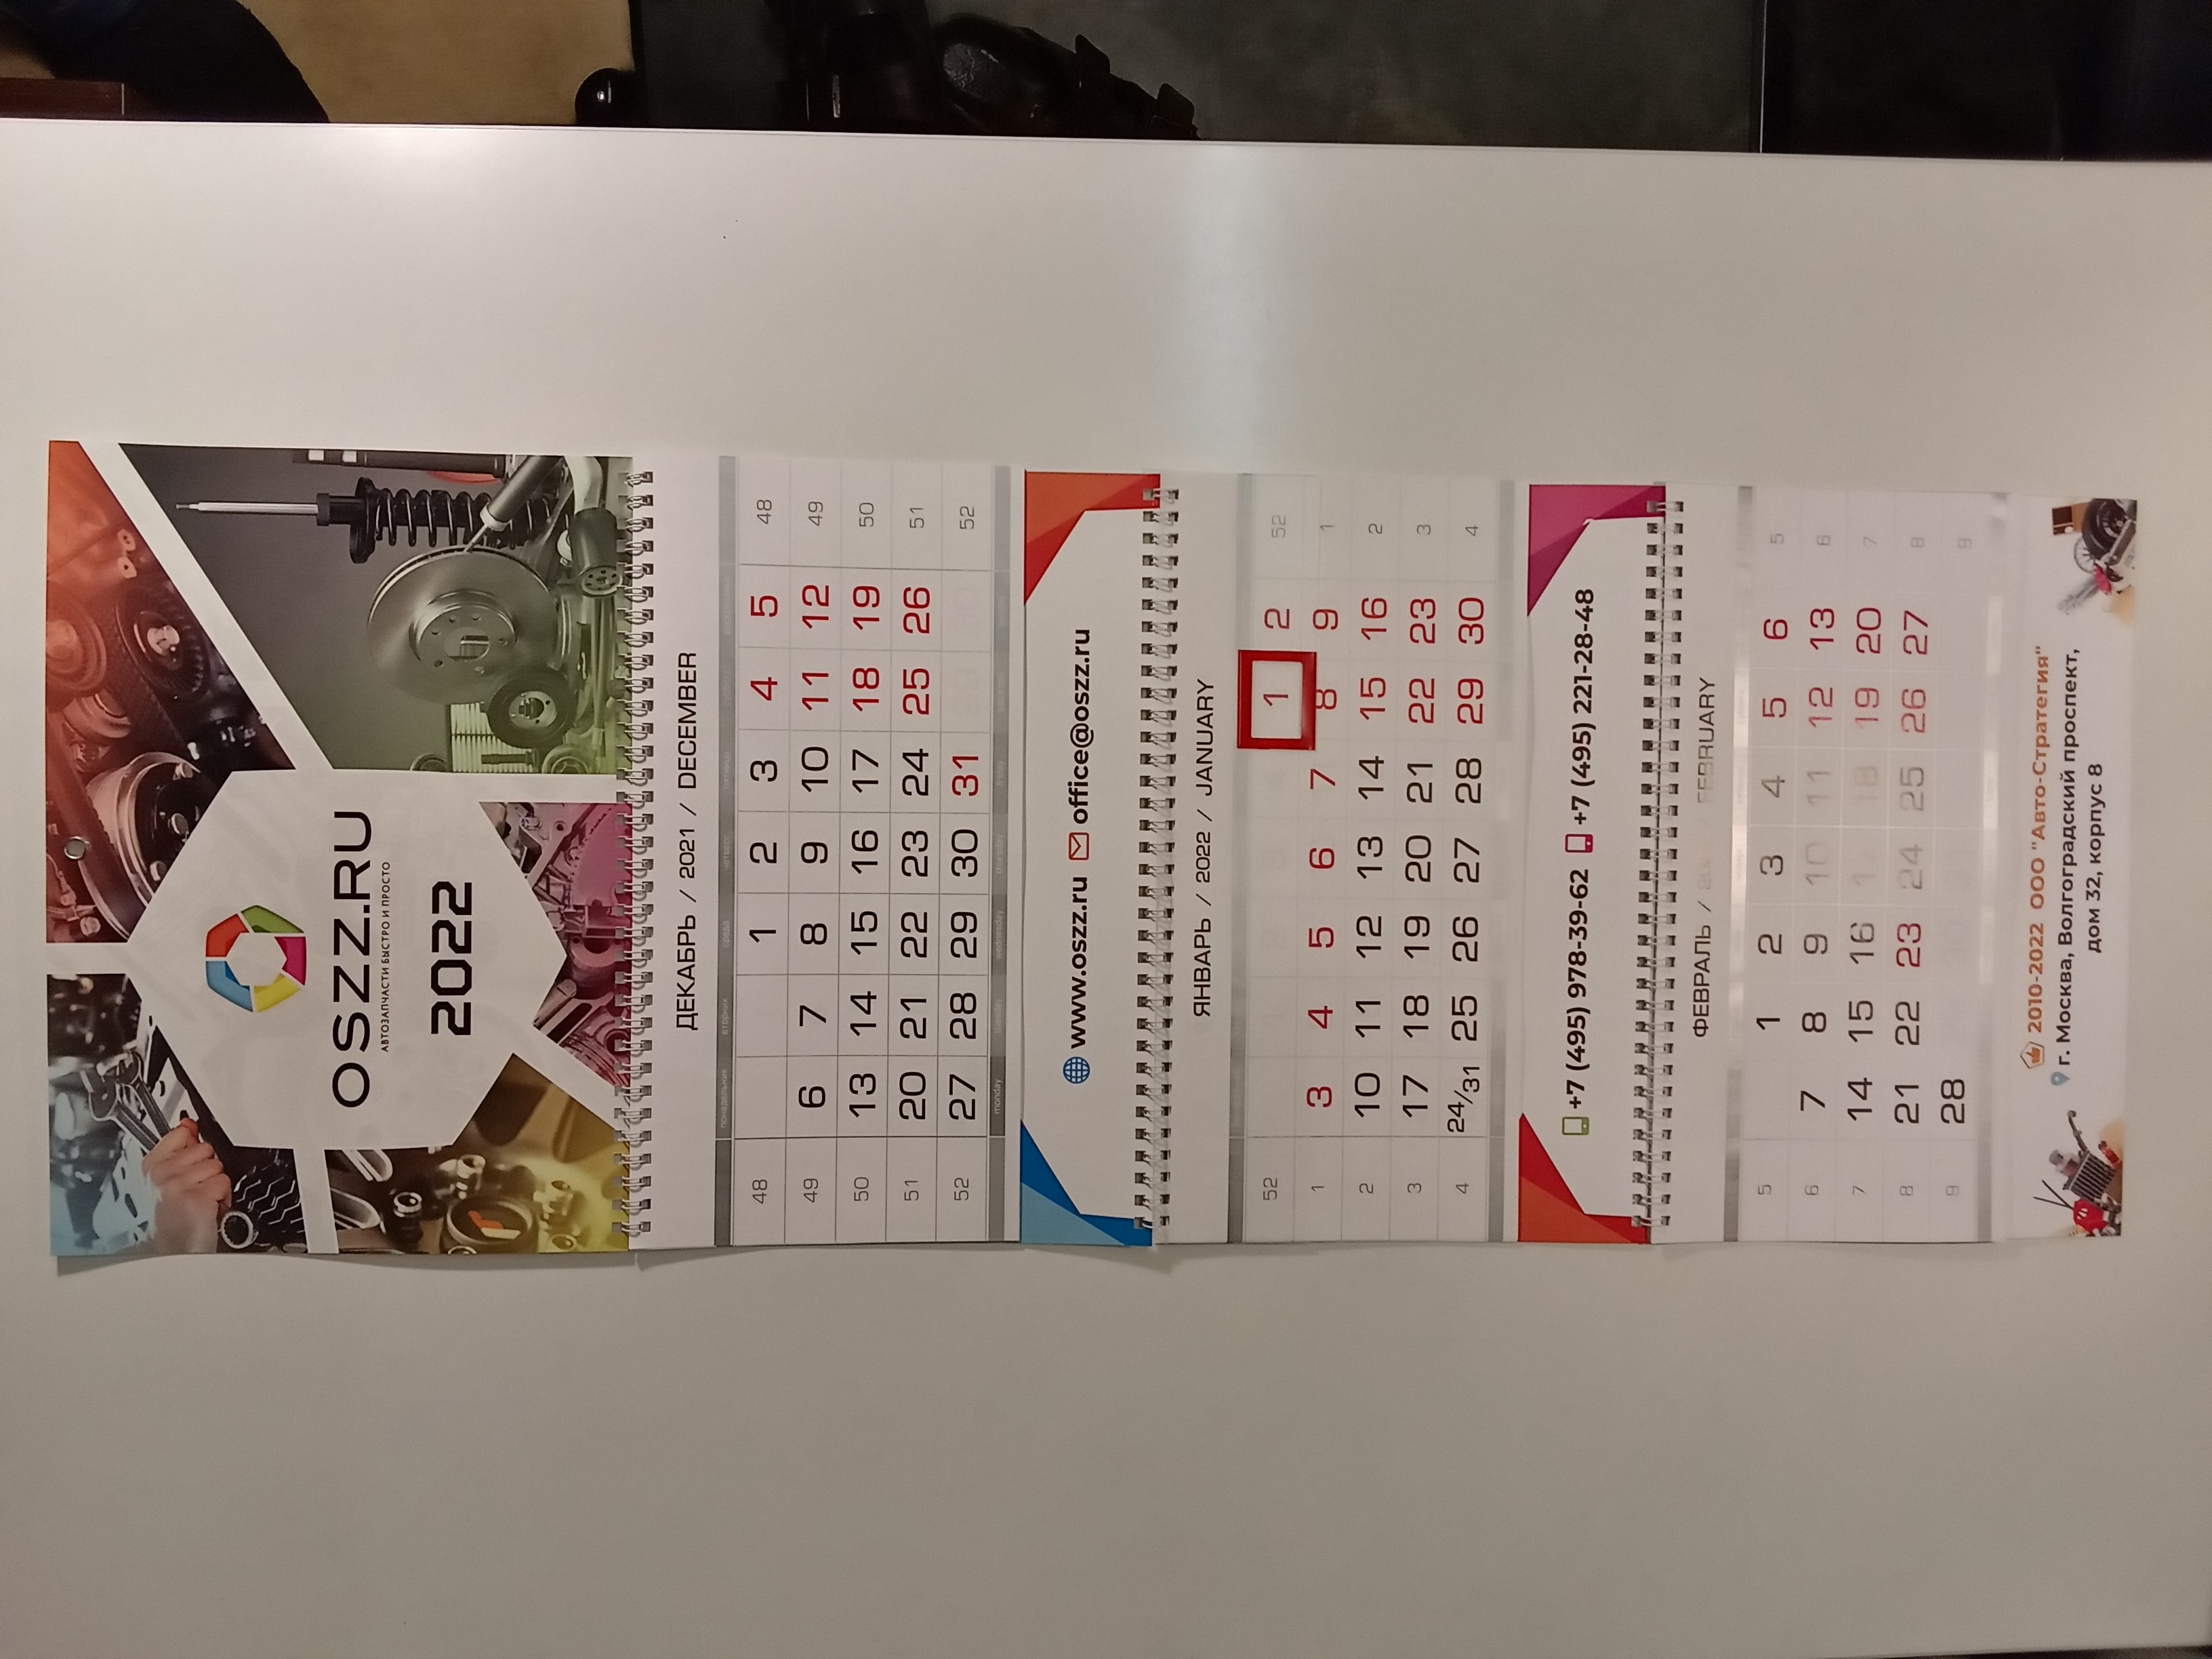 OSZZ.RU
АВТОЗАПЧАСТИ БЫСТРО И ПРОСТО
2022
ДЕКАБРЬ / 2021 / DECEMBER
понедельник вторник среда четверг пятница суббота воскресенье
48 1 2 3 4 5 48
49 6 7 8 9 10 11 12 49
50 13 14 15 16 17 18 19 50
51 20 21 22 23 24 25 26 51
52 27 28 29 30 31 52
monday tuesday wednesday thursday friday saturday sunday
www.oszz.ru office@oszz.ru
ЯНВАРЬ / 2022 / JANUARY
52 1 2 52
1 3 4 5 6 7 8 9 1
2 10 11 12 13 14 15 16 2
3 17 18 19 20 21 22 23 3
4 24/31 25 26 27 28 29 30 4
+7 (495) 978-39-62 +7 (495) 221-28-48
ФЕВРАЛЬ / / FEBRUARY
5 1 2 3 4 5 6 5
6 7 8 9 10 11 12 13 6
7 14 15 16 18 19 20 7
8 21 22 23 24 25 26 27 8
9 28 9
2010-2022 ООО "Авто-Стратегия"
г. Москва, Волгоградский проспект,
дом 32, корпус 8